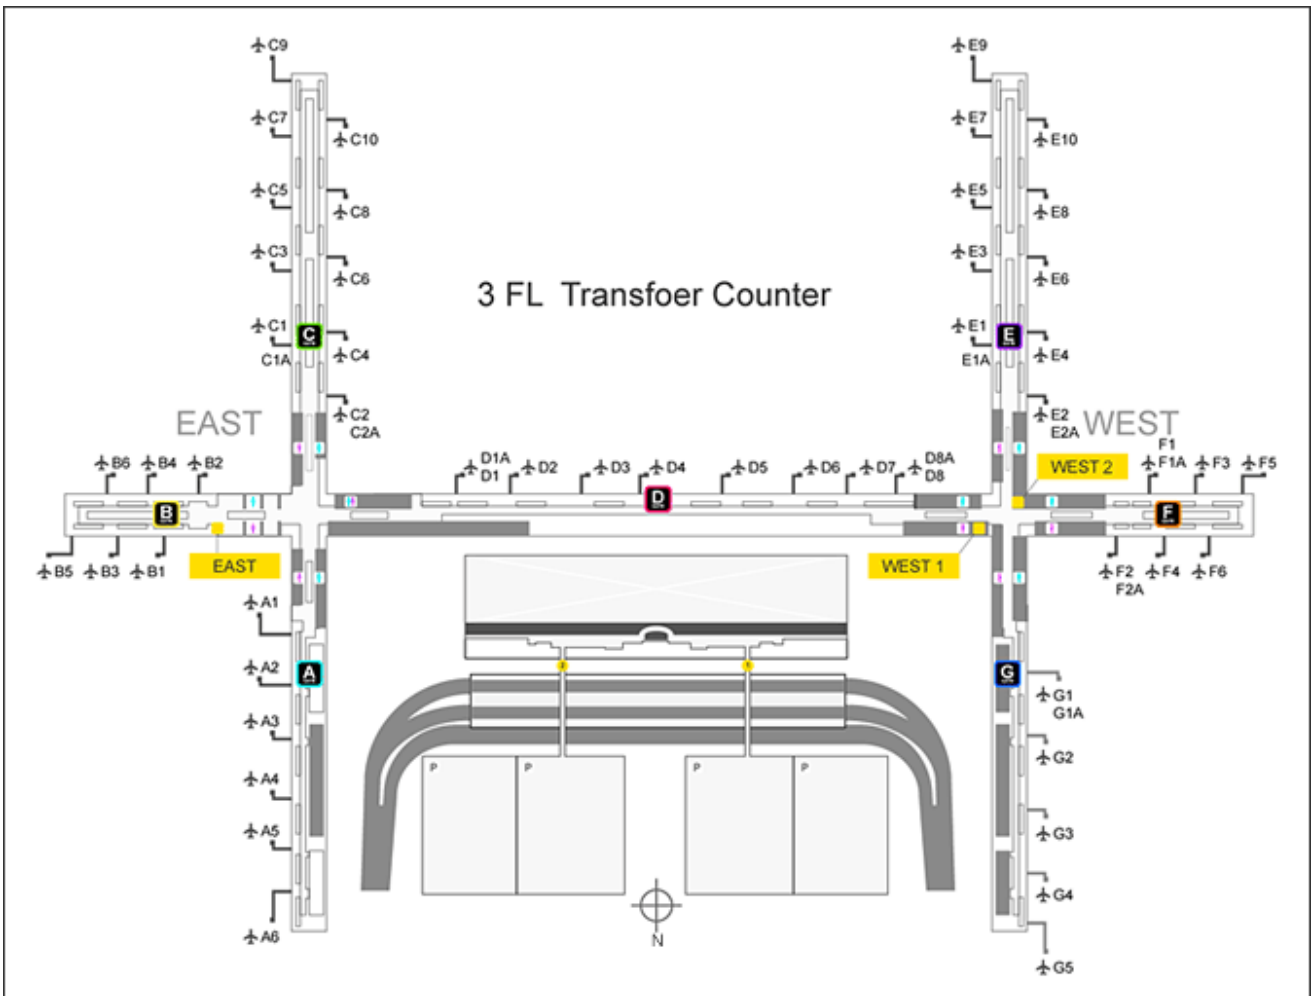 C9
E9
C7
E7
C10
E10
C5
E5
C8
E8
C3
E3
C6
E6
3 FL Transfoer Counter
C1
C
E1
E
C1A
C4
E1A
E4
C2
C2A
E2
E2A
EAST
WEST
B6
B4
B2
D1A
D1
D2
D3
D4
D5
D6
D7
D8A
D8
WEST 2
F1
F1A
F3
F5
B
D
F
B5
B3
B1
EAST
WEST 1
F2
F2A
F4
F6
A1
A2
A
G
2
1
G1
G1A
A3
G2
A4
P
P
P
P
A5
G3
G4
A6
N
G5